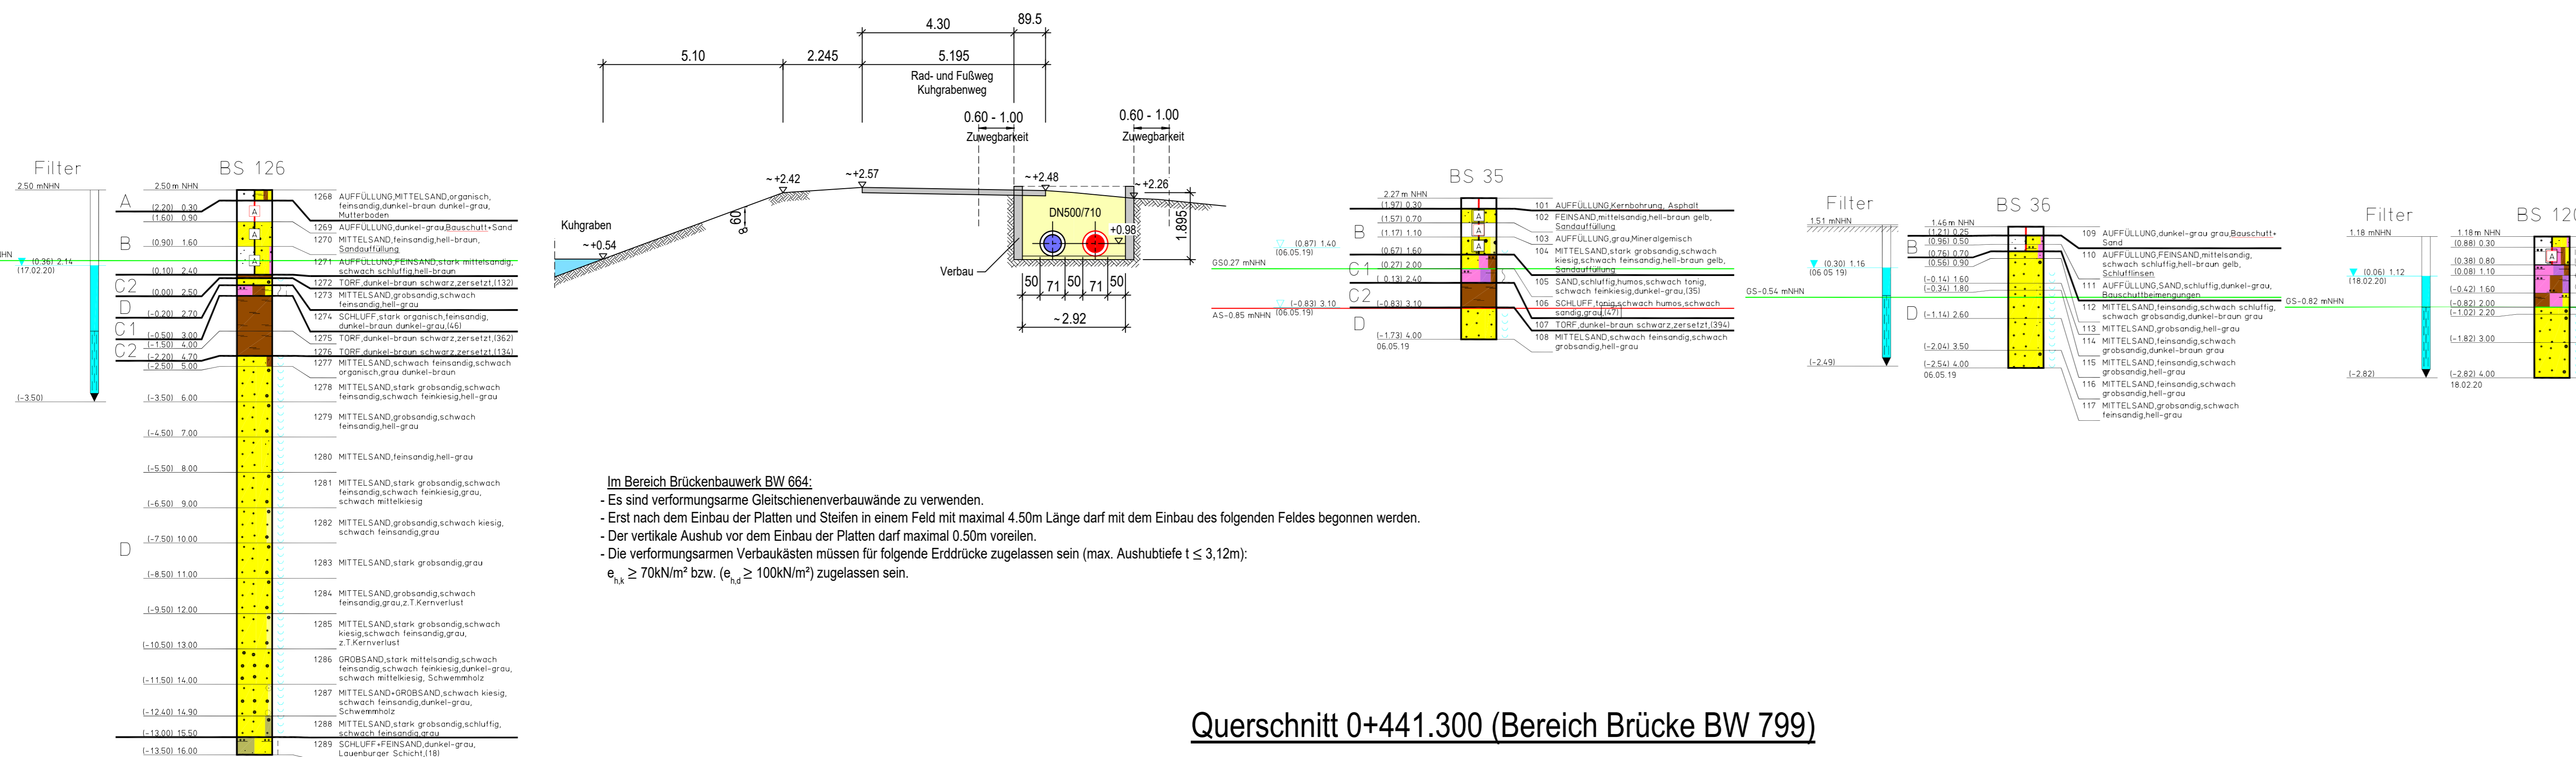 Filter
2.50 mNHN
NHN
(0.36) 2.14
(17.02.20)
(-3.50)
BS 126
2.50 m NHN
A
(2.20) 0.30
(1.60) 0.90
B
(0.90) 1.60
(0.10) 2.40
C2
(0.00) 2.50
D
(-0.20) 2.70
C1
(-0.50) 3.00
(-1.50) 4.00
C2
(-2.20) 4.70
(-2.50) 5.00
(-3.50) 6.00
(-4.50) 7.00
(-5.50) 8.00
(-6.50) 9.00
(-7.50) 10.00
D
(-8.50) 11.00
(-9.50) 12.00
(-10.50) 13.00
(-11.50) 14.00
(-12.40) 14.90
(-13.00) 15.50
(-13.50) 16.00
A
A
A
1268 AUFFÜLLUNG,MITTELSAND,organisch,
feinsandig,dunkel-braun dunkel-grau,
Mutterboden
1269 AUFFÜLLUNG,dunkel-grau,Bauschutt+Sand
1270 MITTELSAND,feinsandig,hell-braun,
Sandauffüllung
1271 AUFFÜLLUNG,FEINSAND,stark mittelsandig,
schwach schluffig,hell-braun
1272 TORF,dunkel-braun schwarz,zersetzt,(132)
1273 MITTELSAND,grobsandig,schwach
feinsandig,hell-grau
1274 SCHLUFF,stark organisch,feinsandig,
dunkel-braun dunkel-grau,(46)
1275 TORF,dunkel-braun schwarz,zersetzt,(362)
1276 TORF,dunkel-braun schwarz,zersetzt,(134)
1277 MITTELSAND,schwach feinsandig,schwach
organisch,grau dunkel-braun
1278 MITTELSAND,stark grobsandig,schwach
feinsandig,schwach feinkiesig,hell-grau
1279 MITTELSAND,grobsandig,schwach
feinsandig,hell-grau
1280 MITTELSAND,feinsandig,hell-grau
1281 MITTELSAND,stark grobsandig,schwach
feinsandig,schwach feinkiesig,grau,
schwach mittelkiesig
1282 MITTELSAND,grobsandig,schwach kiesig,
schwach feinsandig,grau
1283 MITTELSAND,stark grobsandig,grau
1284 MITTELSAND,grobsandig,schwach
feinsandig,grau,z.T.Kernverlust
1285 MITTELSAND,stark grobsandig,schwach
kiesig,schwach feinsandig,grau,
z.T.Kernverlust
1286 GROBSAND,stark mittelsandig,schwach
feinsandig,schwach feinkiesig,dunkel-grau,
schwach mittelkiesig, Schwemmholz
1287 MITTELSAND+GROBSAND,schwach kiesig,
schwach feinsandig,dunkel-grau,
Schwemmholz
1288 MITTELSAND,stark grobsandig,schluffig,
schwach feinsandig,grau
1289 SCHLUFF+FEINSAND,dunkel-grau,
Lauenburger Schicht,(18)
4.30
89.5
5.10
2.245
5.195
Rad- und Fußweg
Kuhgrabenweg
0.60 - 1.00
Zuwegbarkeit
0.60 - 1.00
Zuwegbarkeit
~+2.42
~+2.57
~+2.48
~+2.26
Kuhgraben
~+0.54
DN500/710
+0.98
1.895
Verbau
50 71 50 71 50
~2.92
Im Bereich Brückenbauwerk BW 664:
- Es sind verformungsarme Gleitschienenverbauwände zu verwenden.
- Erst nach dem Einbau der Platten und Steifen in einem Feld mit maximal 4.50m Länge darf mit dem Einbau des folgenden Feldes begonnen werden.
- Der vertikale Aushub vor dem Einbau der Platten darf maximal 0.50m voreilen.
- Die verformungsarmen Verbaukästen müssen für folgende Erddrücke zugelassen sein (max. Aushubtiefe t ≤ 3,12m):
eh,k ≥ 70kN/m² bzw. (eh,d ≥ 100kN/m²) zugelassen sein.
BS 35
2.27 m NHN
(1.97) 0.30
(1.57) 0.70
B
(1.17) 1.10
(0.87) 1.40
(06.05.19)
(0.67) 1.60
GS0.27 mNHN
C1
(0.27) 2.00
(0.13) 2.40
C2
(-0.83) 3.10
(06.05.19)
(-0.83) 3.10
AS-0.85 mNHN
D
(-1.73) 4.00
06.05.19
A
A
A
101 AUFFÜLLUNG,Kernbohrung, Asphalt
102 FEINSAND,mittelsandig,hell-braun gelb,
Sandauffüllung
103 AUFFÜLLUNG,grau,Mineralgemisch
104 MITTELSAND,stark grobsandig,schwach
kiesig,schwach feinsandig,hell-braun gelb,
Sandauffüllung
105 SAND,schluffig,humos,schwach tonig,
schwach feinkiesig,dunkel-grau,(35)
106 SCHLUFF,tonig,schwach humos,schwach
sandig,grau,(47)
107 TORF,dunkel-braun schwarz,zersetzt,(394)
108 MITTELSAND,schwach feinsandig,schwach
grobsandig,hell-grau
Filter
1.51 mNHN
(0.30) 1.16
(06 05 19)
GS-0.54 mNHN
(-2.49)
BS 36
1.46 m NHN
(1.21) 0.25
(0.96) 0.50
B
(0.76) 0.70
(0.56) 0.90
(-0.14) 1.60
(-0.34) 1.80
D
(-1.14) 2.60
(-2.04) 3.50
(-2.54) 4.00
06.05.19
109 AUFFÜLLUNG,dunkel-grau grau,Bauschutt+
Sand
110 AUFFÜLLUNG,FEINSAND,mittelsandig,
schwach schluffig,hell-braun gelb,
Schlufflinsen
111 AUFFÜLLUNG,SAND,schluffig,dunkel-grau,
Bauschuttbeimengungen
112 MITTELSAND,feinsandig,schwach schluffig,
schwach grobsandig,dunkel-braun grau
113 MITTELSAND,grobsandig,hell-grau
114 MITTELSAND,feinsandig,schwach
grobsandig,dunkel-braun grau
115 MITTELSAND,feinsandig,schwach
grobsandig,hell-grau
116 MITTELSAND,feinsandig,schwach
grobsandig,hell-grau
117 MITTELSAND,grobsandig,schwach
feinsandig,hell-grau
Filter
1.18 mNHN
(0.06) 1.12
(18.02.20)
GS-0.82 mNHN
(-2.82)
BS 120
1.18 m NHN
(0.88) 0.30
(0.38) 0.80
(0.08) 1.10
(-0.42) 1.60
(-0.82) 2.00
(-1.02) 2.20
(-1.82) 3.00
(-2.82) 4.00
18.02.20
A
Querschnitt 0+441.300 (Bereich Brücke BW 799)